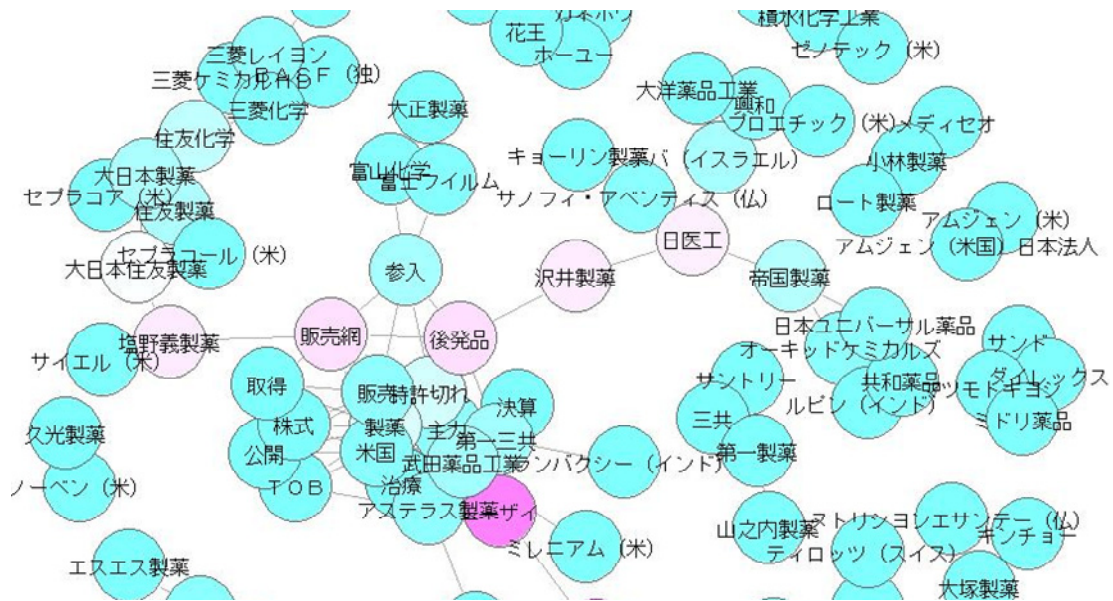 花王
ホーユー
積水化学工業
ゼノテック（米）
三菱レイヨン
三菱ケミカルHD
BASF（独）
三菱化学
住友化学
大正製薬
大洋薬品工業
興和
プロエチック（米）
メディセオ
小林製薬
ロート製薬
大日本製薬
セプラコア（米）
住友製薬
富山化学
富士フイルム
キョーリン製薬
バ（イスラエル）
サノフィ・アベンティス（仏）
アムジェン（米）
アムジェン（米国）日本法人
セプラコール（米）
大日本住友製薬
参入
沢井製薬
日医工
帝国製薬
塩野義製薬
サイエル（米）
販売網
後発品
日本ユニバーサル薬品
オーキッドケミカルズ
サンド
ダイレックス
マツモトキヨシ
ミドリ薬品
取得
販売
特許切れ
決算
サントリー
共和薬品
ルピン（インド）
三共
第一製薬
久光製薬
ノーベン（米）
株式
製薬
主力
公開
米国
第一三共
武田薬品工業
ランバクシー（インド）
ＴＯＢ
治療
アステラス製薬
ザイ
ミレニアム（米）
山之内製薬
ストリションエサンテー（仏）
キンチョー
ティロッツ（スイス）
エスエス製薬
大塚製薬